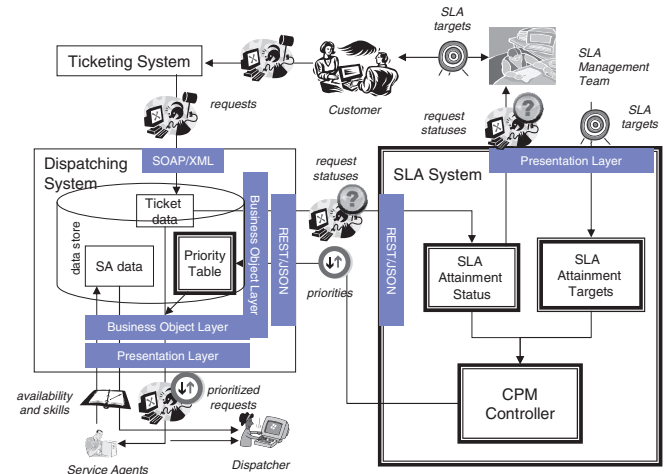 SLA
targets
Ticketing System
SLA
Management
Team
Customer
requests
request
statuses
SLA
targets
Dispatching
System
SOAP/XML
request
statuses
SLA System
Presentation Layer
Ticket
data
data store
SA data
Priority
Table
Business Object Layer
REST/JSON
REST/JSON
priorities
SLA
Attainment
Status
SLA
Attainment
Targets
Business Object Layer
Presentation Layer
CPM
Controller
availability
and skills
prioritized
requests
Service Agents
Dispatcher